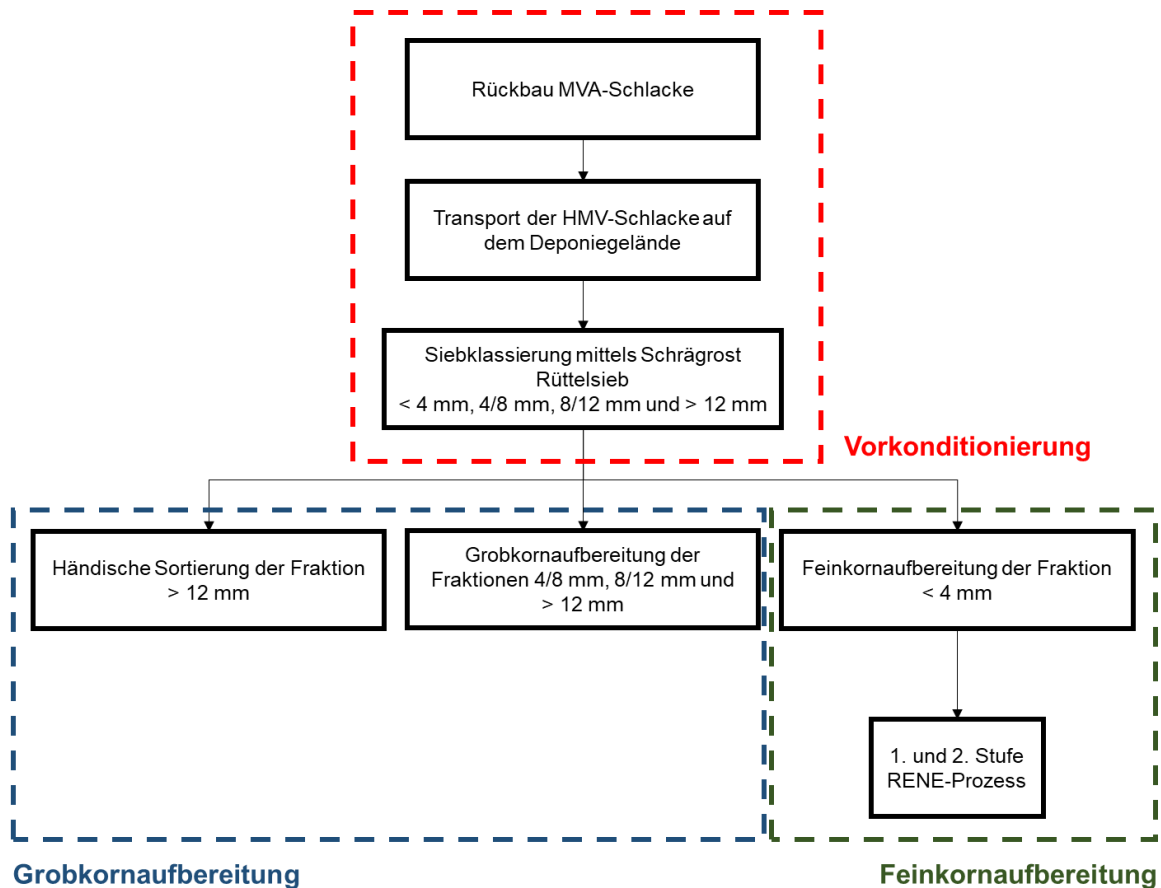 Rückbau MVA-Schlacke
Transport der HMV-Schlacke auf
dem Deponiegelände
Siebklassierung mittels Schrägrost
Rüttelsieb
< 4 mm, 4/8 mm, 8/12 mm und > 12 mm
Vorkonditionierung
Händische Sortierung der Fraktion
> 12 mm
Grobkornaufbereitung der
Fraktionen 4/8 mm, 8/12 mm und
> 12 mm
Feinkornaufbereitung der Fraktion
< 4 mm
1. und 2. Stufe
RENE-Prozess
Grobkornaufbereitung
Feinkornaufbereitung